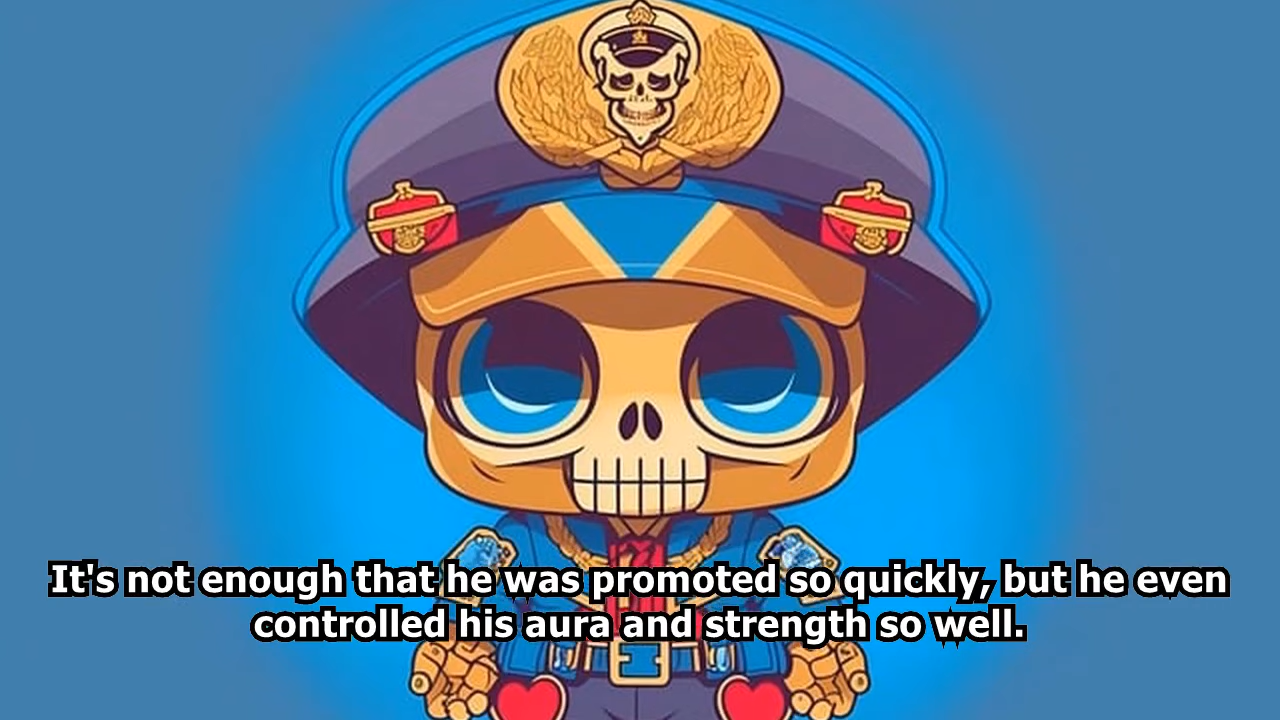 It's not enough that he was promoted so quickly, but he even
controlled his aura and strength so well.